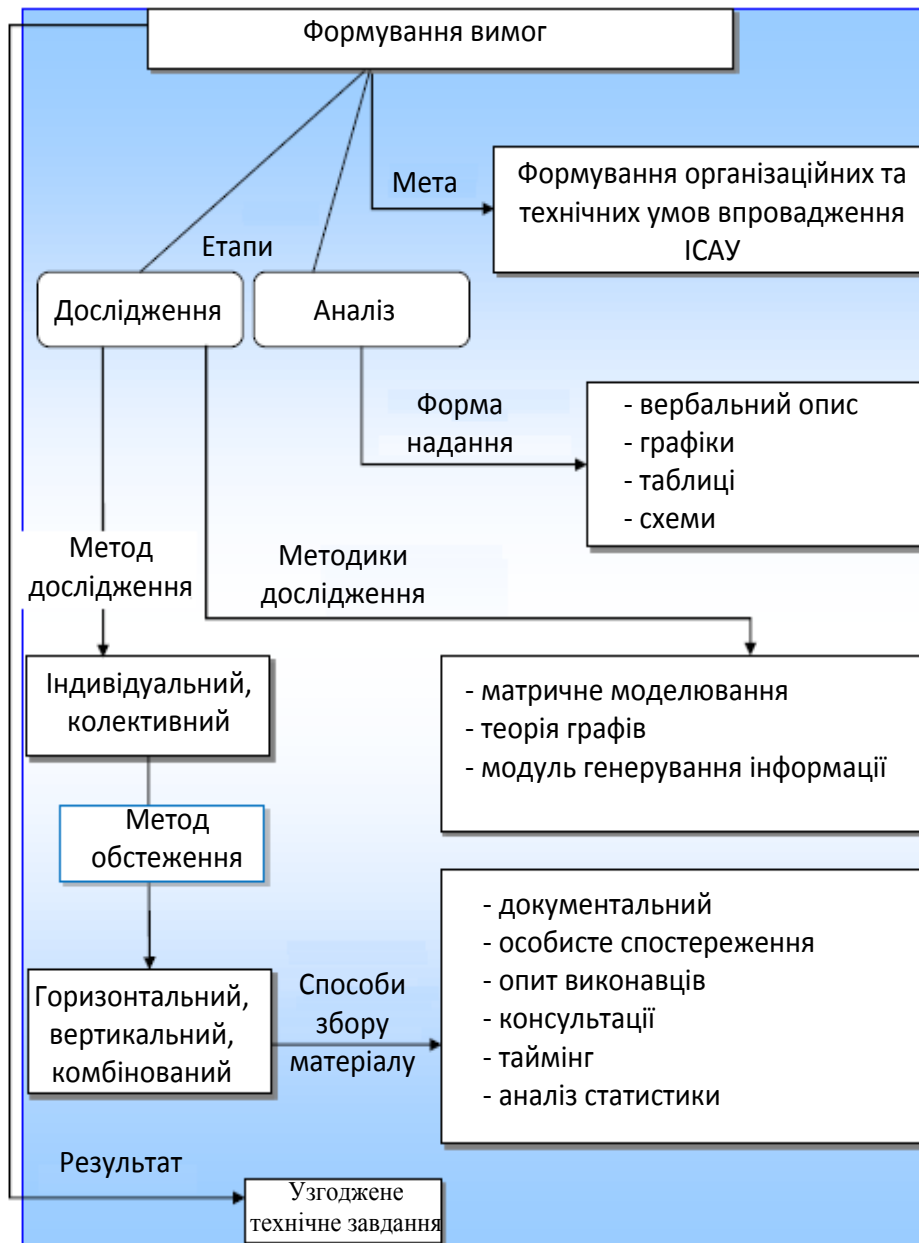 Формування вимог
Мета
Формування організаційних та
технічних умов впровадження
ІСАУ
Етапи
Дослідження
Аналіз
Форма
надання
- вербальний опис
- графіки
- таблиці
- схеми
Метод
дослідження
Методики
дослідження
Індивідуальний,
колективний
- матричне моделювання
- теорія графів
- модуль генерування інформації
Метод
обстеження
Горизонтальний,
вертикальний,
комбінований
Способи
збору
матеріалу
- документальний
- особисте спостереження
- опит виконавців
- консультації
- таймінг
- аналіз статистики
Результат
Узгоджене
технічне завдання